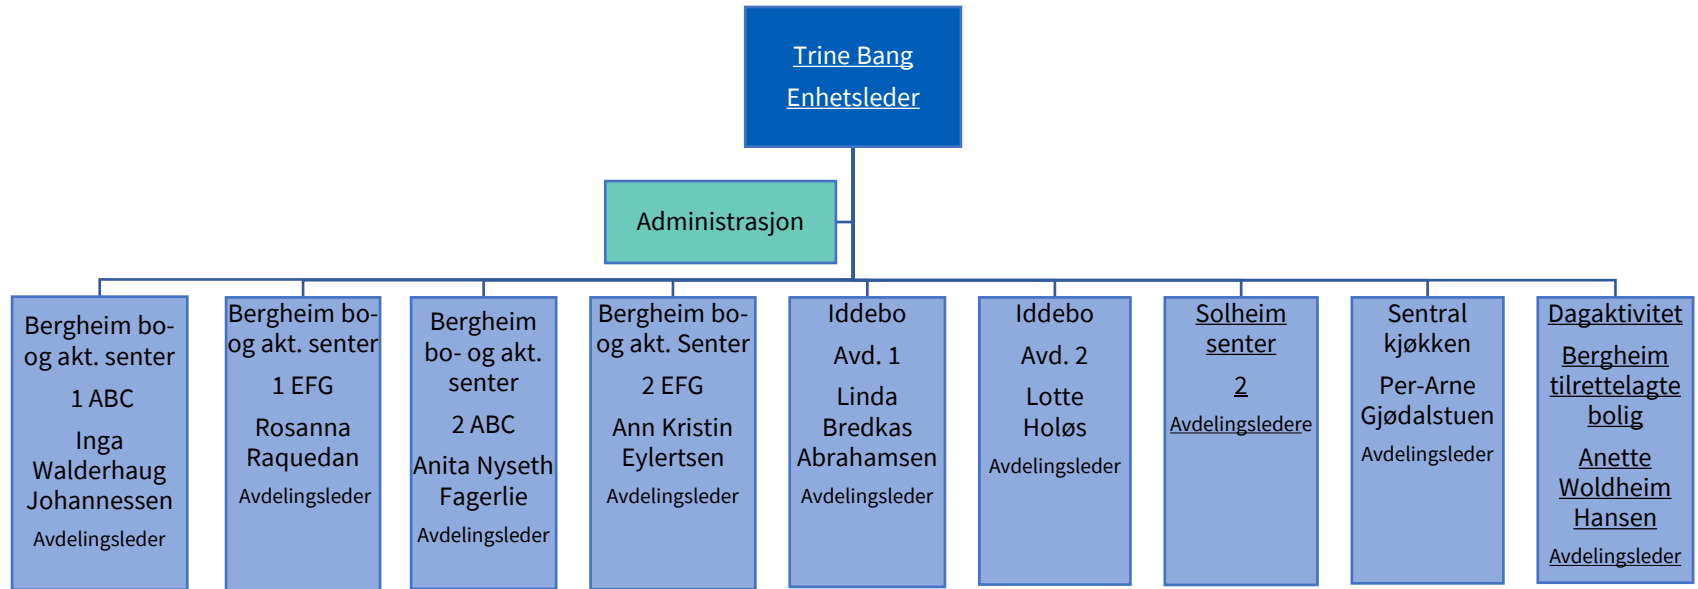 Trine Bang
Enhetsleder
Administrasjon
Bergheim bo-
og akt. senter
1 ABC
Inga
Walderhaug
Johannessen
Avdelingsleder
Bergheim bo-
og akt. senter
1 EFG
Rosanna
Raquedan
Avdelingsleder
Bergheim
bo- og akt.
senter
2 ABC
Anita Nyseth
Fagerlie
Avdelingsleder
Bergheim bo-
og akt. Senter
2 EFG
Ann Kristin
Eylertsen
Avdelingsleder
Iddebo
Avd. 1
Linda
Bredkas
Abrahamsen
Avdelingsleder
Iddebo
Avd. 2
Lotte
Holøs
Avdelingsleder
Solheim
senter
2
Avdelingsledere
Sentral
kjøkken
Per-Arne
Gjødalstuen
Avdelingsleder
Dagaktivitet
Bergheim
tilrettelagte
bolig
Anette
Woldheim
Hansen
Avdelingsleder